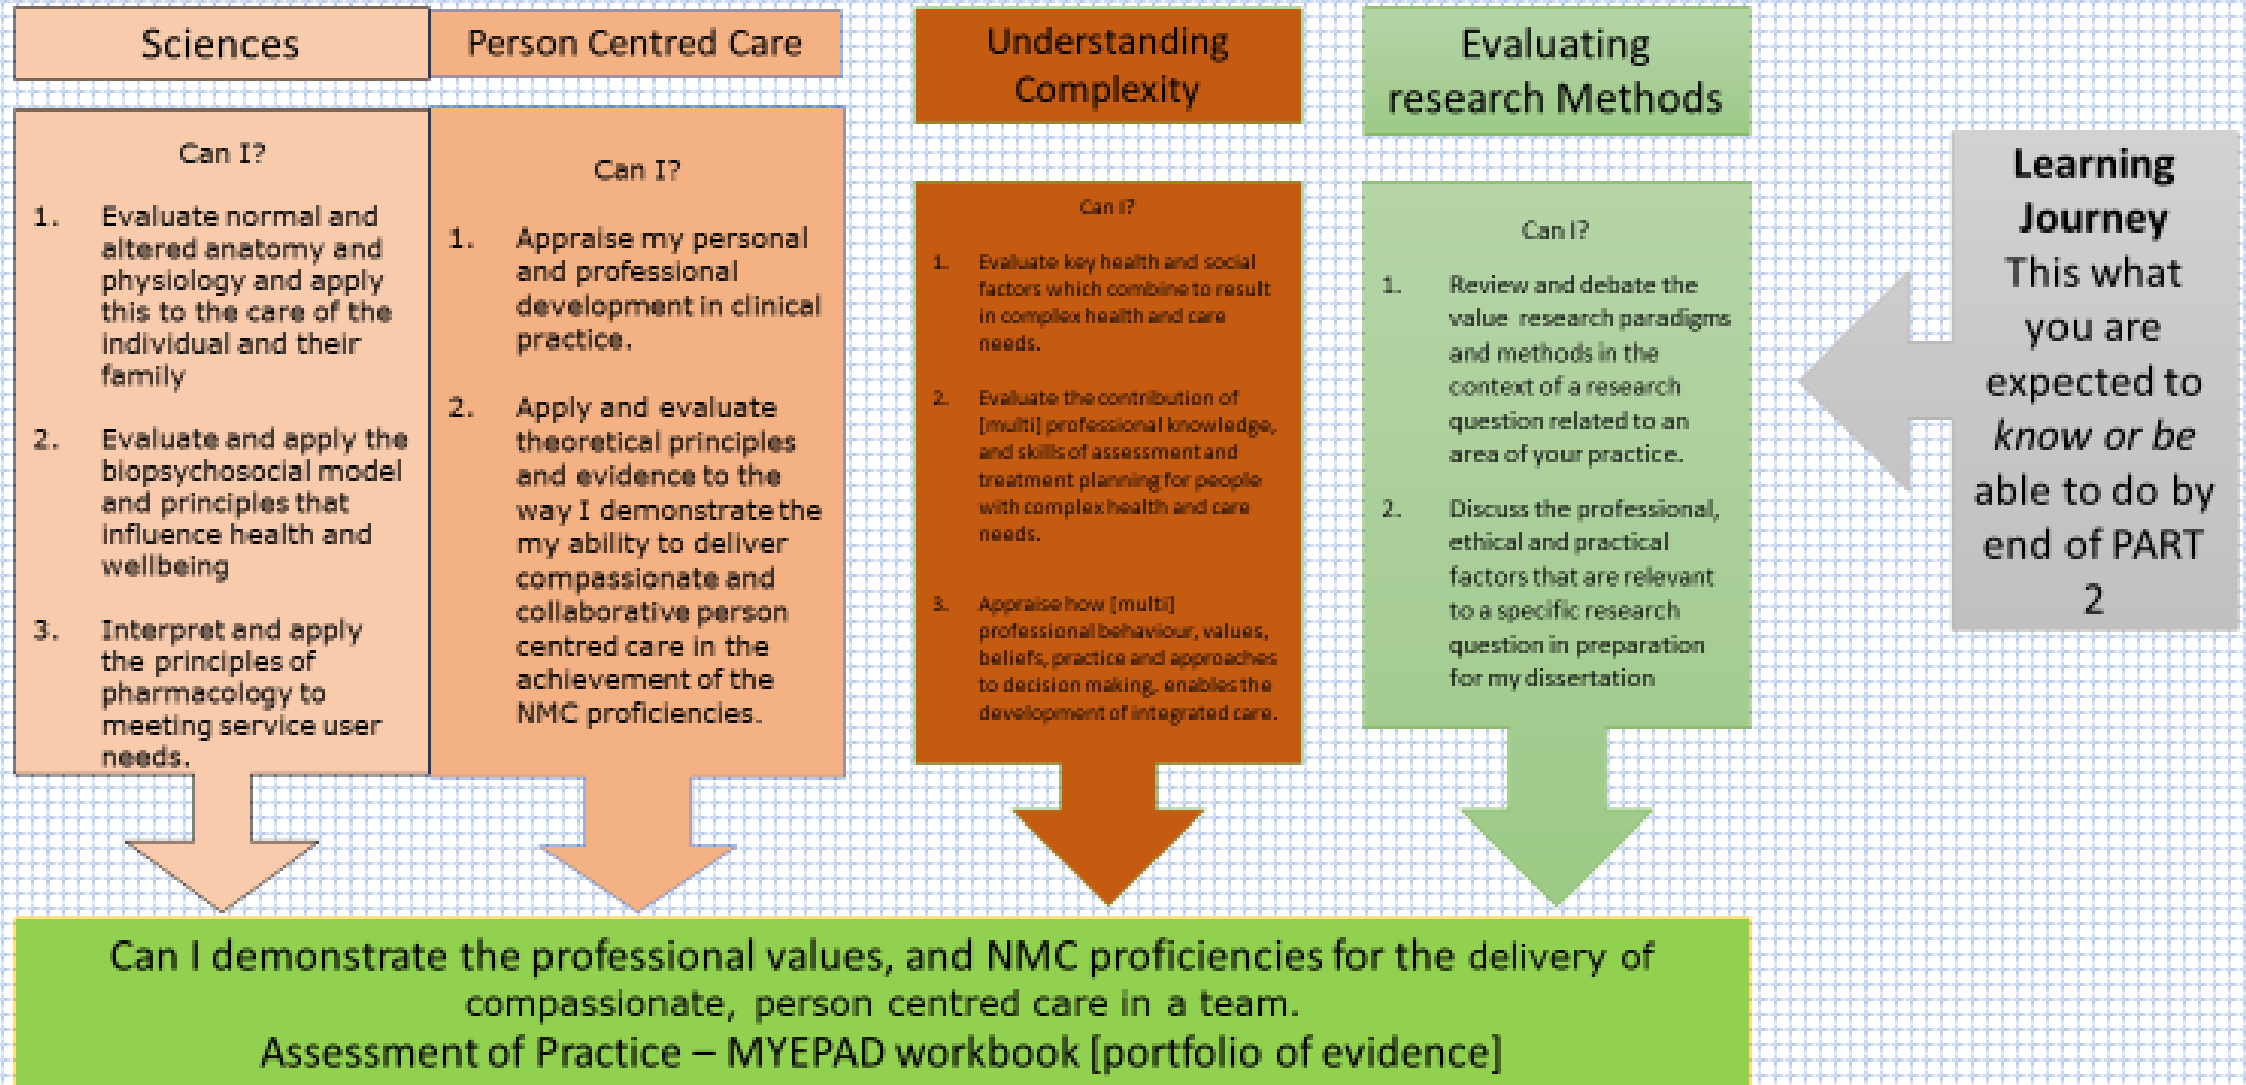 Sciences
Person Centred Care
Understanding
Complexity
Evaluating
research Methods
Can I?
1. Evaluate normal and
altered anatomy and
physiology and apply
this to the care of the
individual and their
family
2. Evaluate and apply the
biopsychosocial model
and principles that
influence health and
wellbeing
3. Interpret and apply
the principles of
pharmacology to
meeting service user
needs.
Can I?
1. Appraise my personal
and professional
development in clinical
practice.
2. Apply and evaluate
theoretical principles
and evidence to the
way I demonstrate the
my ability to deliver
compassionate and
collaborative person
centred care in the
achievement of the
NMC proficiencies.
Can I?
1. Evaluate key health and social
factors which combine to result
in complex health and care
needs.
2. Evaluate the contribution of
[multi] professional knowledge,
and skills of assessment and
treatment planning for people
with complex health and care
needs.
3. Appraise how [multi]
professional behaviour, values,
beliefs, practice and approaches
to decision making, enables the
development of integrated care.
Can I?
1. Review and debate the
value research paradigms
and methods in the
context of a research
question related to an
area of your practice.
2. Discuss the professional,
ethical and practical
factors that are relevant
to a specific research
question in preparation
for my dissertation
Learning
Journey
This what
you are
expected to
know or be
able to do by
end of PART
2
Can I demonstrate the professional values, and NMC proficiencies for the delivery of
compassionate, person centred care in a team.
Assessment of Practice – MYEPAD workbook [portfolio of evidence]